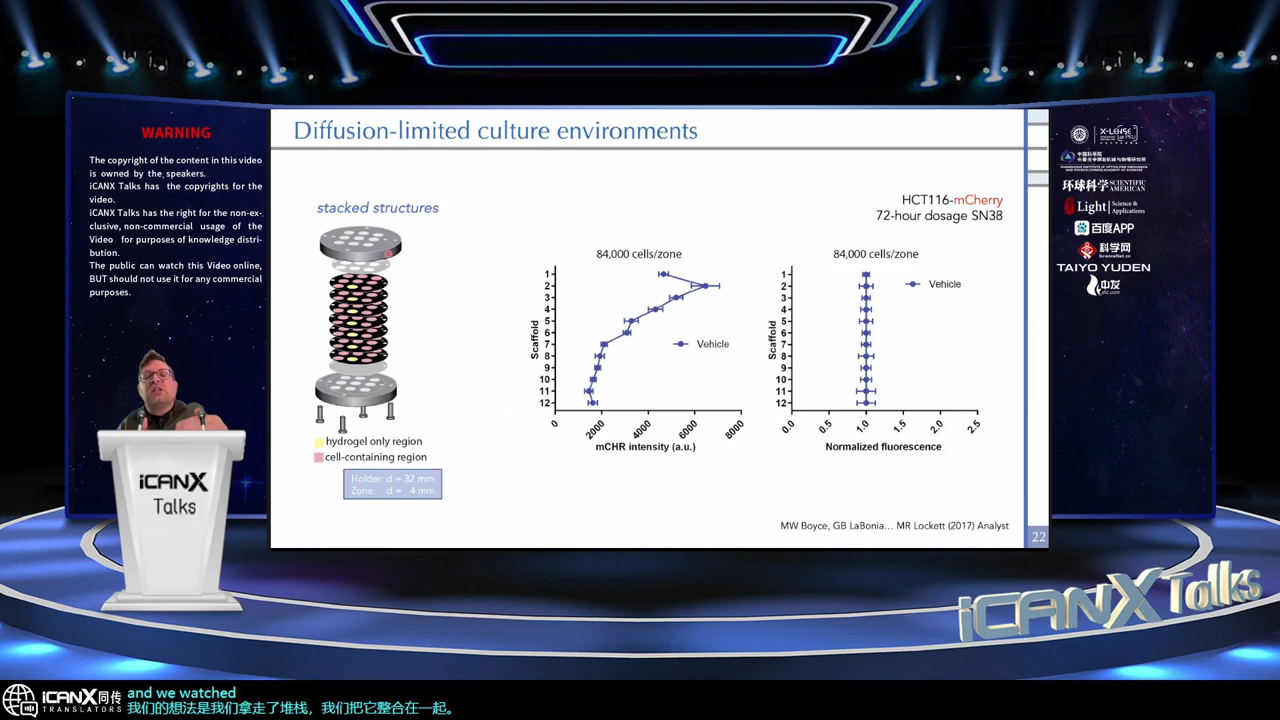 WARNING
The copyright of the content in this video
is owned by the speakers.
iCANX Talks has the copyrights for the
video.
iCANX Talks has the right for the non-ex-
clusive, non-commercial usage of the
Video for purposes of knowledge distri-
bution.
The public can watch this Video online,
BUT should not use it for any commercial
purposes.
Diffusion-limited culture environments
stacked structures
hydrogel only region
cell-containing region
Holder: d = 32 mm
Zone: d = 4 mm
HCT116-mCherry
72-hour dosage SN38
84,000 cells/zone
Scaffold
1
2
3
4
5
6
7
8
9
10
11
12
Vehicle
0
2000
4000
6000
8000
mCHR intensity (a.u.)
84,000 cells/zone
Scaffold
1
2
3
4
5
6
7
8
9
10
11
12
Vehicle
0.0
0.5
1.0
1.5
2.0
2.5
Normalized fluorescence
MW Boyce, GB LaBonia... MR Lockett (2017) Analyst
22
X-LENSE
环球科学 SCIENTIFIC AMERICAN
Light Science & Applications
百度APP
科学网
ScienceNet.cn
TAIYO YUDEN
中友
iCANX
Talks
iCANX Talks
iCANX同传
TRANSLATORS
and we watched
我们的想法是我们拿走了堆栈，我们把它整合在一起。